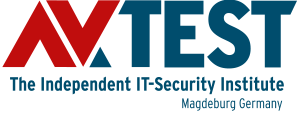 AV-TEST
The Independent IT-Security Institute
Magdeburg Germany